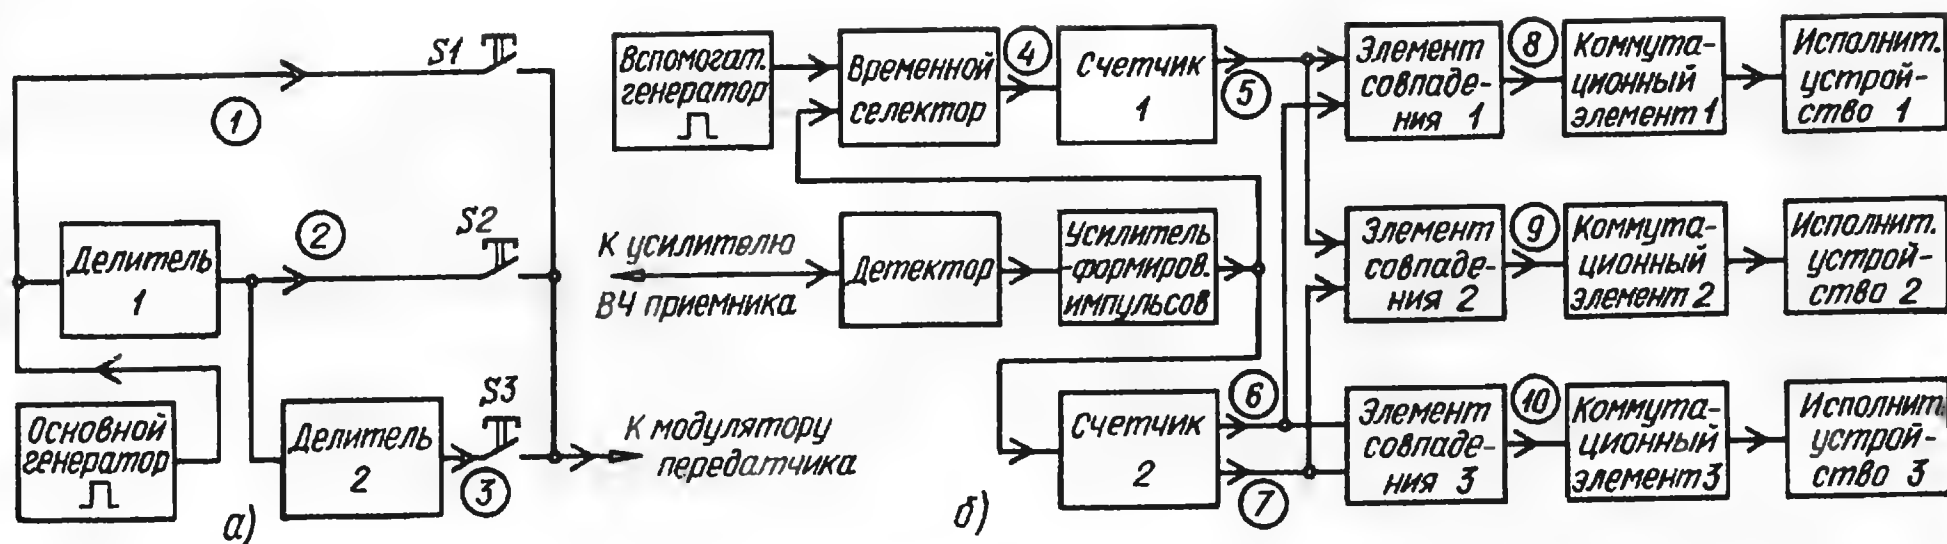 S1
1
Делитель
1
2
S2
Основной
генератор
Делитель
2
S3
3
К модулятору
передатчика
а)
Вспомогат.
генератор
Временной
селектор
4
Счетчик
1
5
Элемент
совпаде-
ния 1
8
Коммута-
ционный
элемент 1
Исполнит.
устрой-
ство 1
К усилителю
ВЧ приемника
Детектор
Усилитель
-формиров.
импульсов
Элемент
совпаде-
ния 2
9
Коммута-
ционный
элемент 2
Исполнит.
устрой-
ство 2
Счетчик
2
6
7
Элемент
совпаде-
ния 3
10
Коммута-
ционный
элемент 3
Исполнит.
устрой-
ство 3
б)